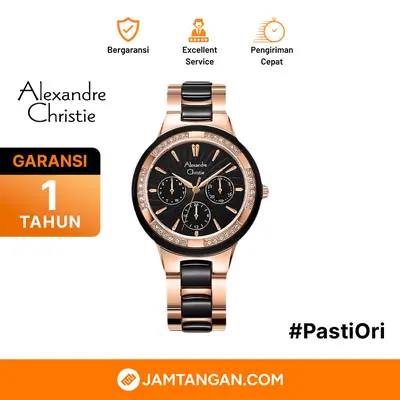 Bergaransi
Excellent
Service
Pengiriman
Cepat
Alexandre
Christie
GARANSI
1
TAHUN
Alexandre
Christie
#PastiOri
JAMTANGAN.COM